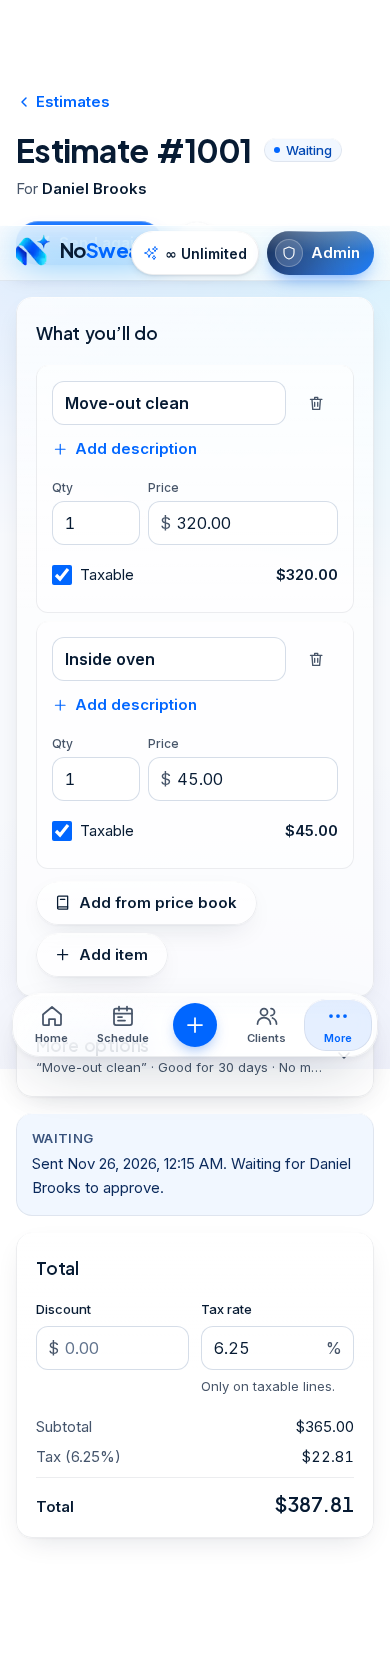 Estimates
Estimate #1001
Waiting
For Daniel Brooks
NoSwea
∞ Unlimited
Admin
What you’ll do
Move-out clean
Add description
Qty
Price
1
$ 320.00
Taxable
$320.00
Inside oven
Add description
Qty
Price
1
$ 45.00
Taxable
$45.00
Add from price book
Add item
Home
Schedule
Clients
More
More options
“Move-out clean” · Good for 30 days · No m…
WAITING
Sent Nov 26, 2026, 12:15 AM. Waiting for Daniel
Brooks to approve.
Total
Discount
Tax rate
$ 0.00
6.25 %
Only on taxable lines.
Subtotal
$365.00
Tax (6.25%)
$22.81
Total
$387.81